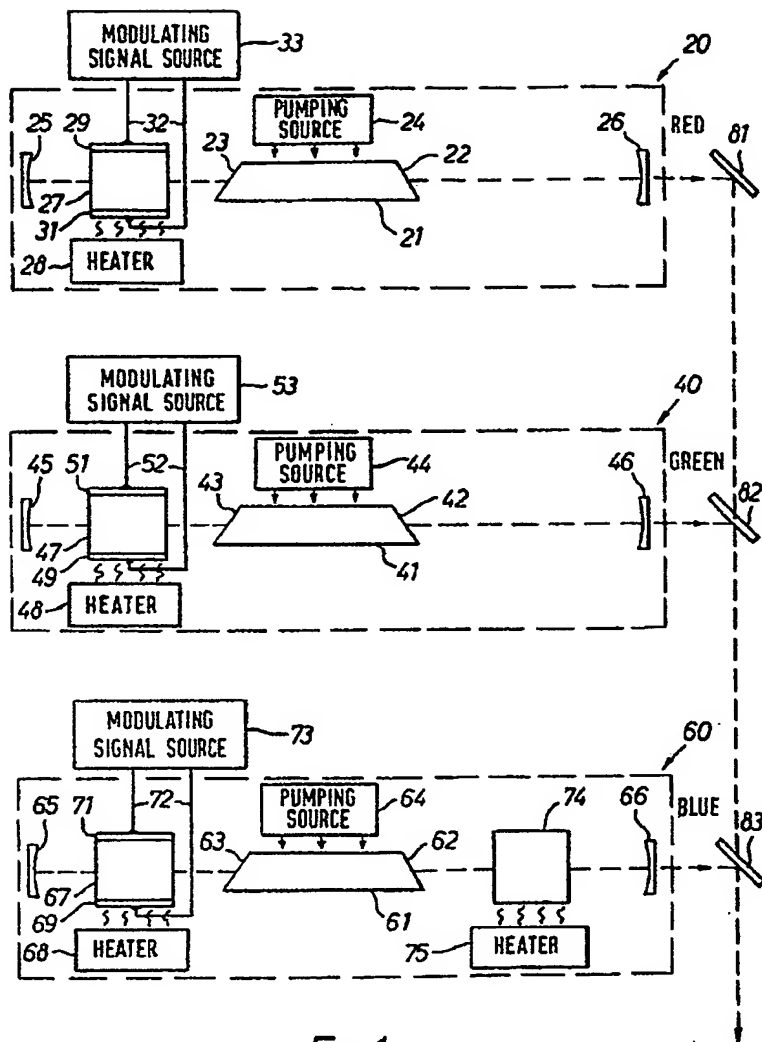 MODULATING
SIGNAL SOURCE
33
20
PUMPING
SOURCE
24
25
29
32
23
22
26
RED
81
27
31
21
28
HEATER
MODULATING
SIGNAL SOURCE
53
40
PUMPING
SOURCE
44
45
51
52
43
42
46
GREEN
82
47
49
41
48
HEATER
MODULATING
SIGNAL SOURCE
73
60
PUMPING
SOURCE
64
74
65
71
72
63
62
66
BLUE
83
67
69
61
68
HEATER
75
HEATER